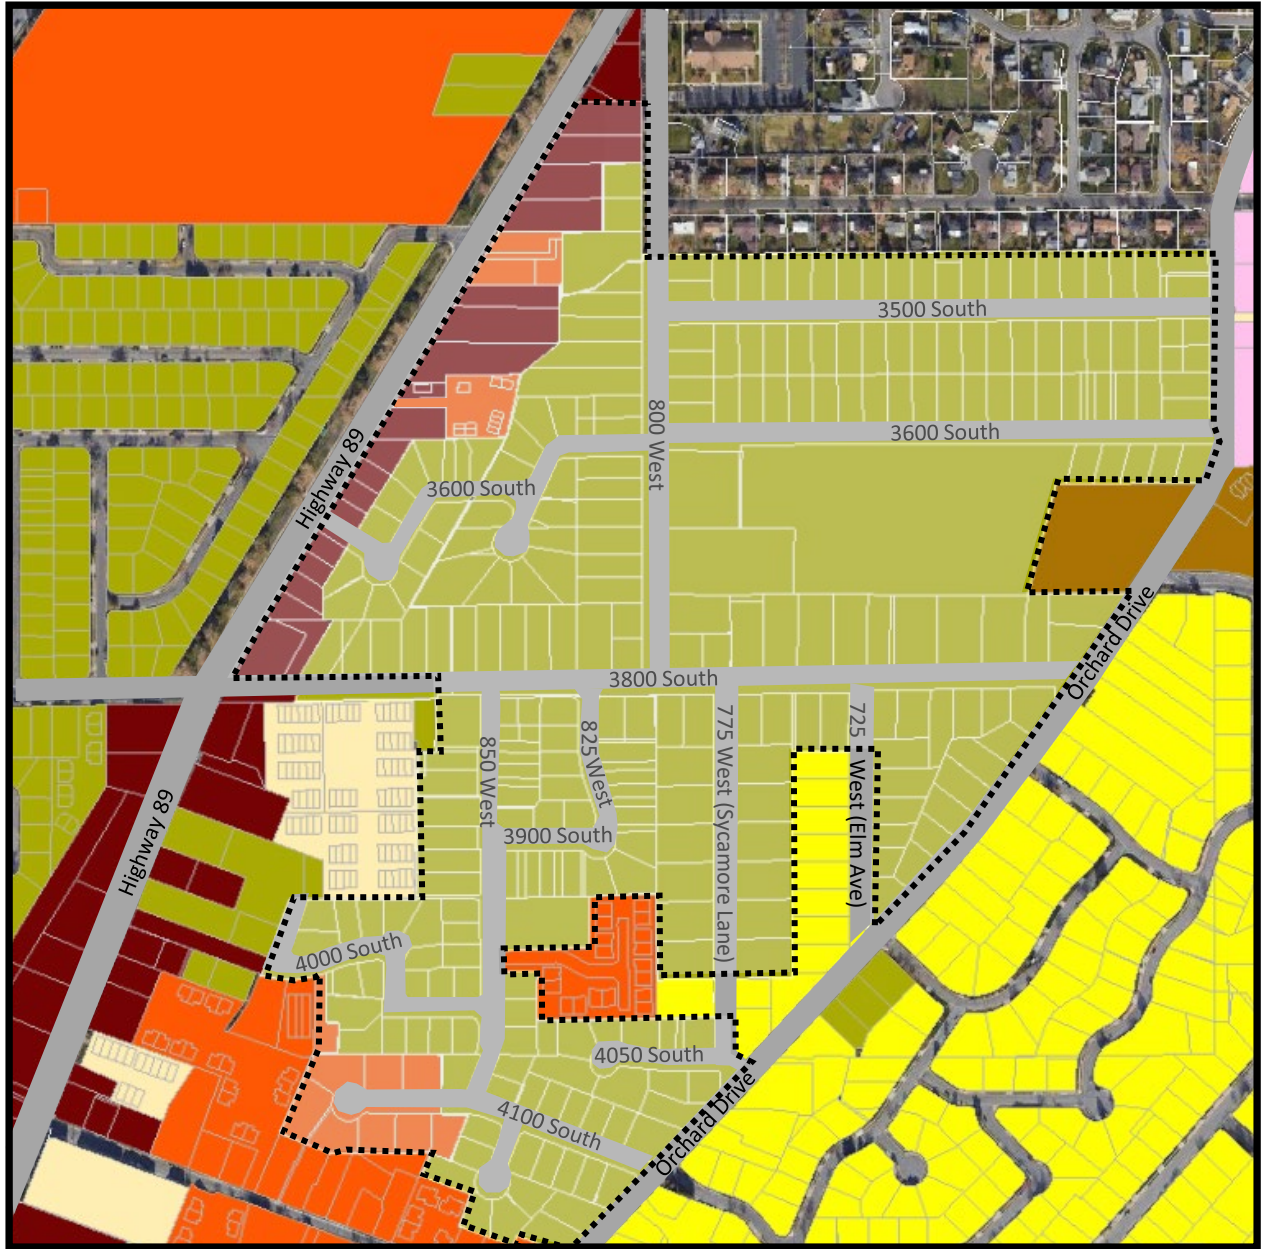 3500 South
800 West
3600 South
Highway 89
3600 South
Orchard Drive
3800 South
850 West
825 West
775 West (Sycamore Lane)
725 West (Elm Ave)
Highway 89
3900 South
4000 South
4050 South
Orchard Drive
4100 South